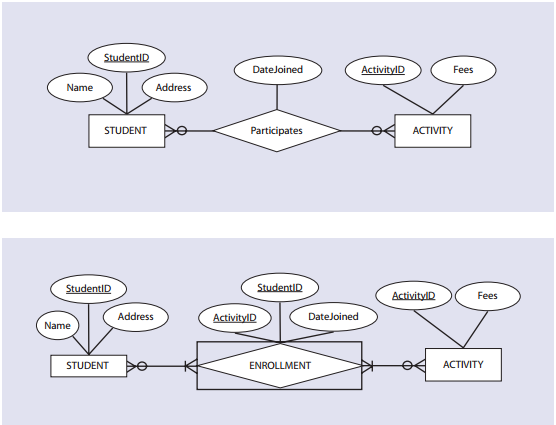 StudentID
DateJoined
ActivityID
Fees
Name
Address
STUDENT
Participates
ACTIVITY
StudentID
StudentID
ActivityID
Fees
Name
Address
ActivityID
DateJoined
STUDENT
ENROLLMENT
ACTIVITY